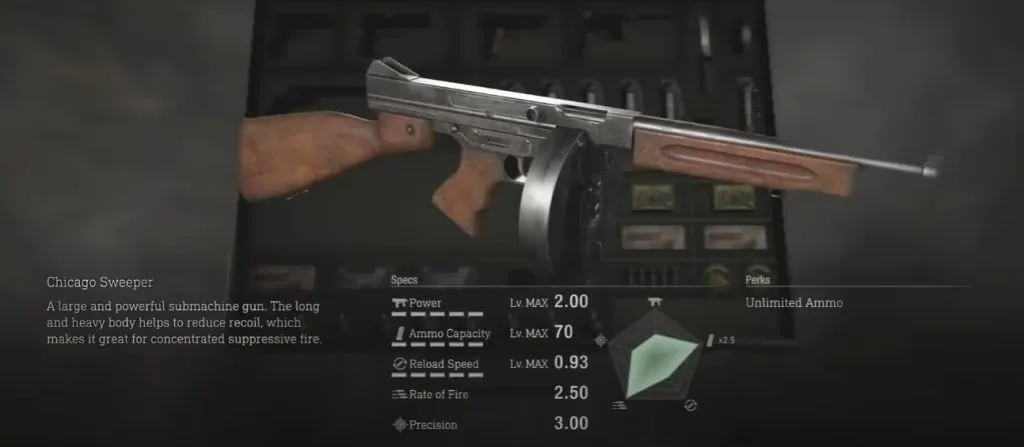 Chicago Sweeper
A large and powerful submachine gun. The long
and heavy body helps to reduce recoil, which
makes it great for concentrated suppressive fire.
Specs
Power Lv. MAX 2.00
Ammo Capacity Lv. MAX 70
Reload Speed Lv. MAX 0.93
Rate of Fire 2.50
Precision 3.00
x2.5
Perks
Unlimited Ammo